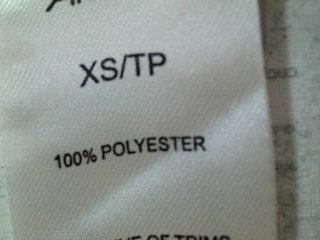 XS/TP
100% POLYESTER
OF TRIMS